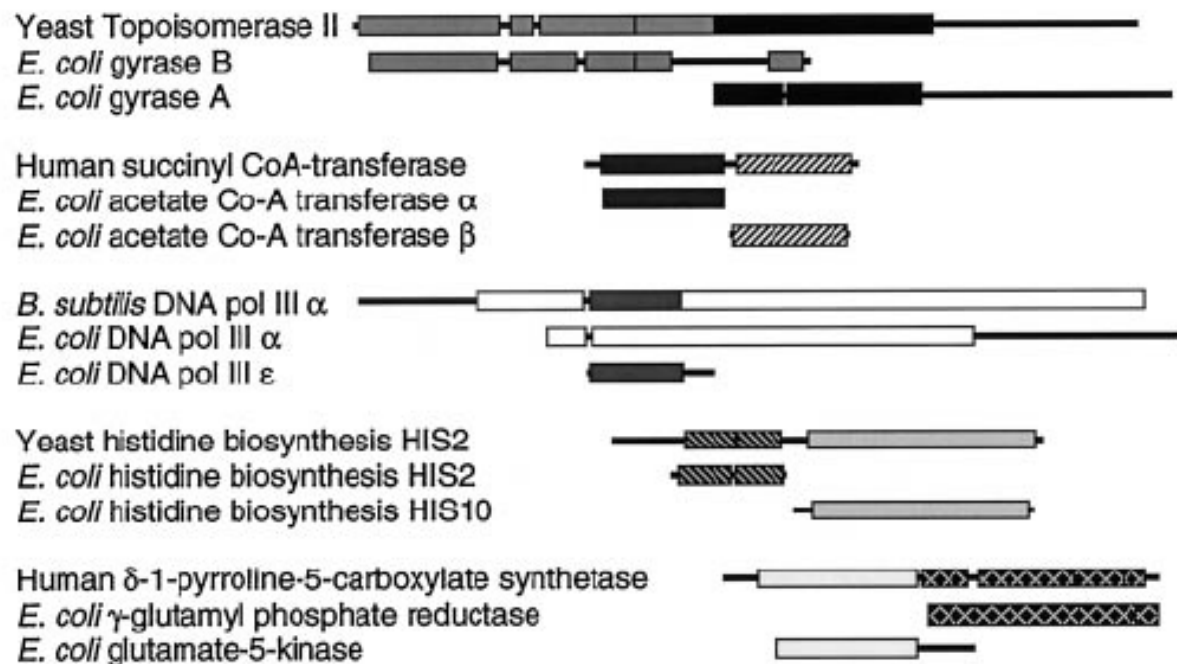 Yeast Topoisomerase II
E. coli gyrase B
E. coli gyrase A
Human succinyl CoA-transferase
E. coli acetate Co-A transferase α
E. coli acetate Co-A transferase β
B. subtilis DNA pol III α
E. coli DNA pol III α
E. coli DNA pol III ε
Yeast histidine biosynthesis HIS2
E. coli histidine biosynthesis HIS2
E. coli histidine biosynthesis HIS10
Human δ-1-pyrroline-5-carboxylate synthetase
E. coli γ-glutamyl phosphate reductase
E. coli glutamate-5-kinase